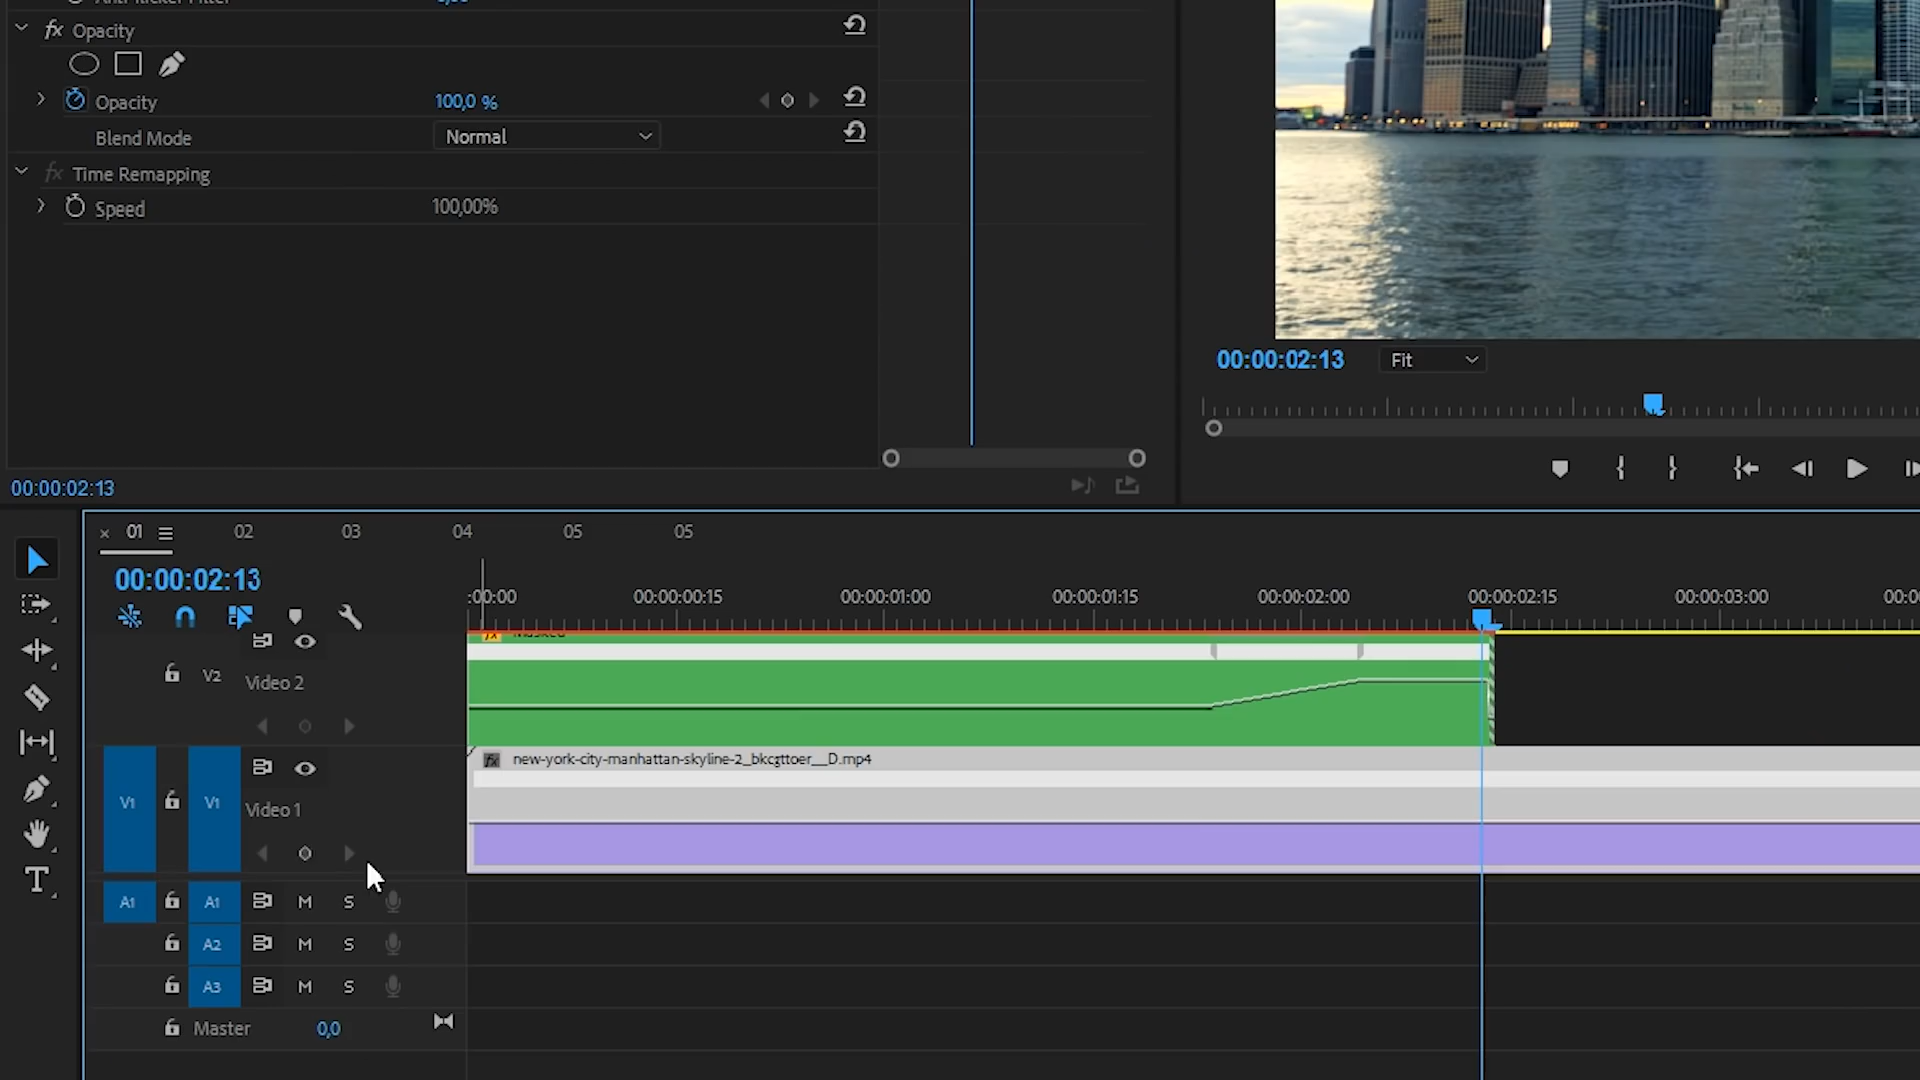 Opacity
Opacity
100,0 %
Blend Mode
Normal
Time Remapping
Speed
100,00%
00:00:02:13
Fit
00:00:02:13
01
02
03
04
05
05
00:00:02:13
:00:00
00:00:00:15
00:00:01:00
00:00:01:15
00:00:02:00
00:00:02:15
00:00:03:00
00:0
fx
V2
Video 2
fx new-york-city-manhattan-skyline-2_bkcgttoer__D.mp4
V1
V1
Video 1
A1
A1
M
S
A2
M
S
A3
M
S
Master
0,0